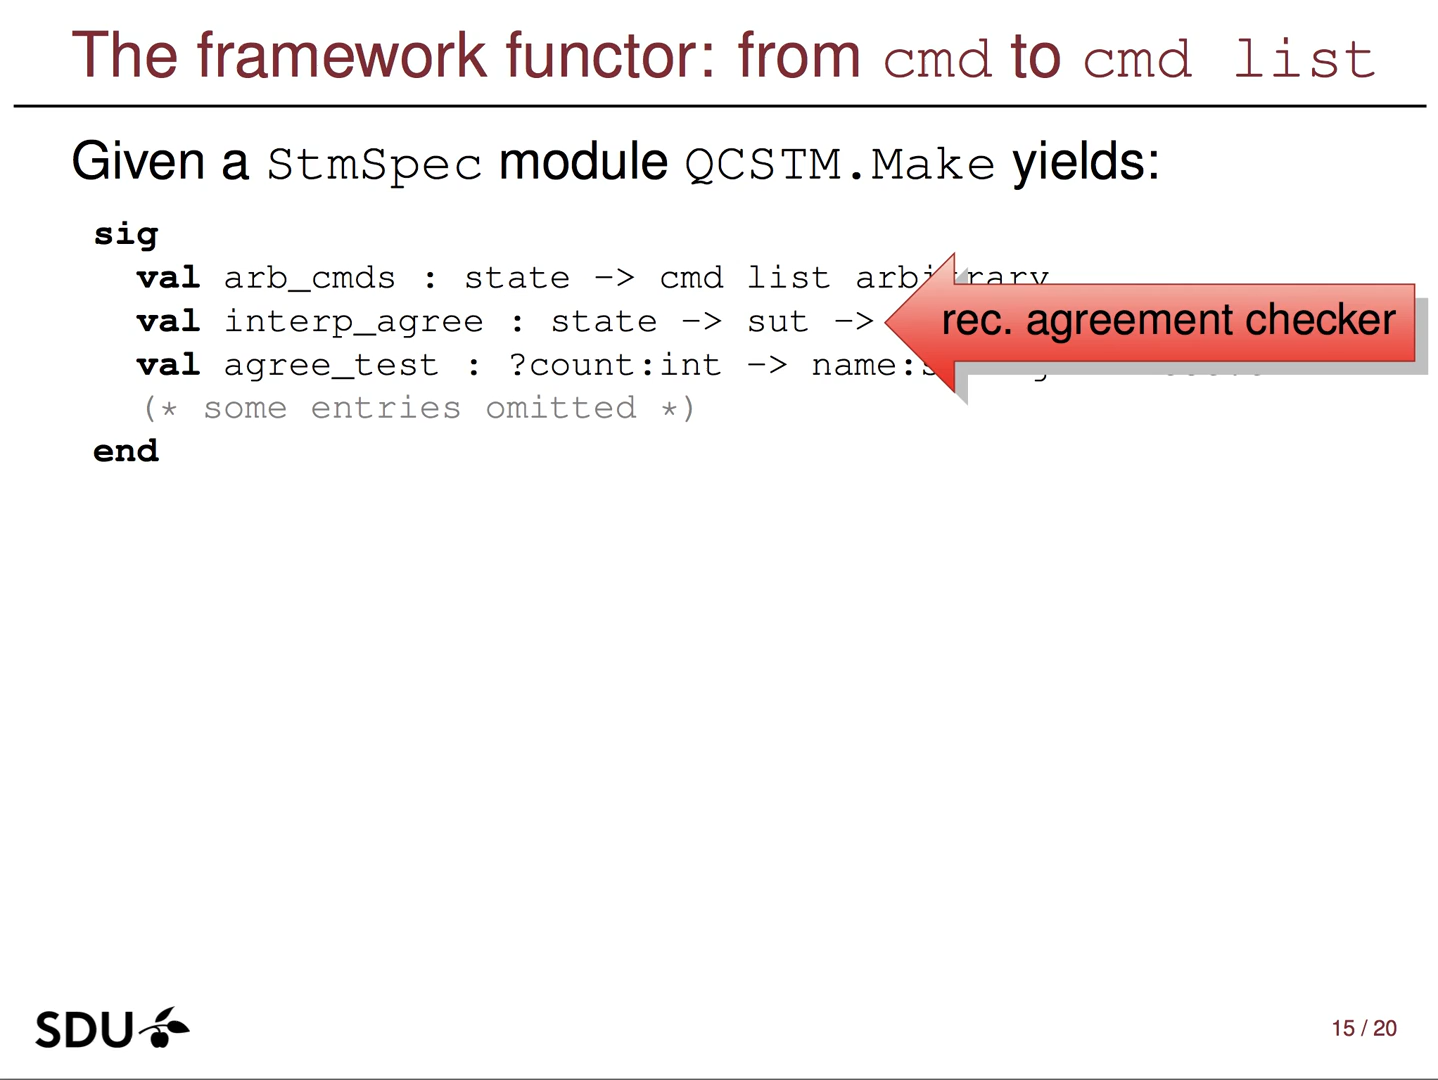 The framework functor: from cmd to cmd list
Given a StmSpec module QCSTM.Make yields:
sig
val arb_cmds : state -> cmd list arbitrary
val interp_agree : state -> sut ->
rec. agreement checker
val agree_test : ?count:int -> name:
(* some entries omitted *)
end
SDU
15 / 20